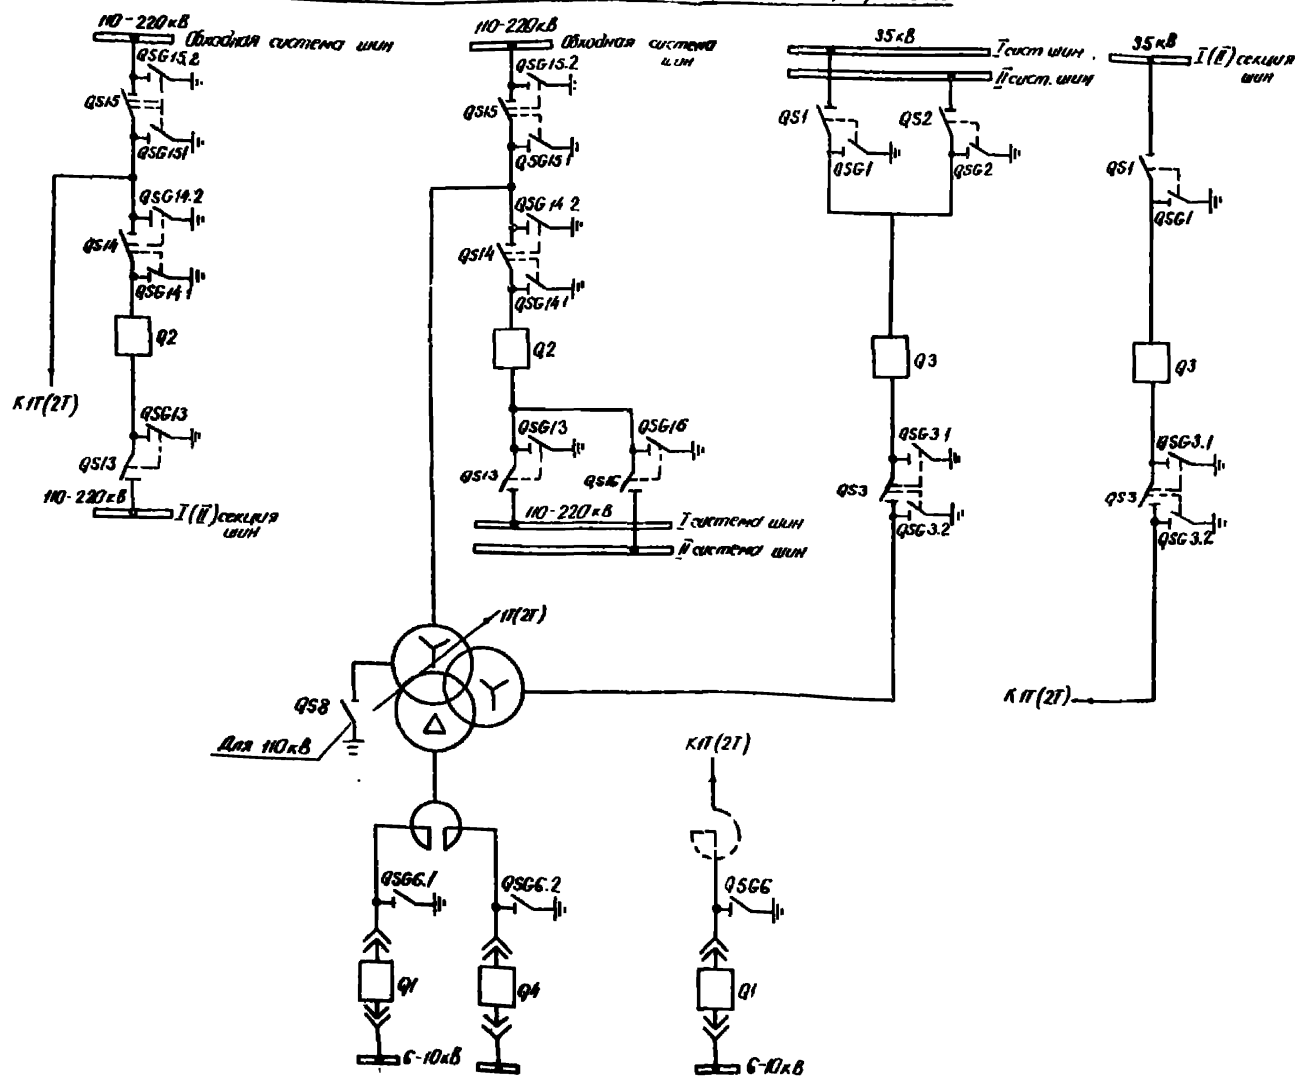 110-220кВ
Обходная система шин
QSG15.2
QS15
QSG15.1
QSG14.2
QS14
QSG14.1
Q2
К1Т(2Т)
QSG13
QS13
110-220кВ
I(II) секция
шин
110-220кВ
Обходная система
шин
QSG15.2
QS15
QSG15.1
QSG14.2
QS14
QSG14.1
Q2
QSG13
QSG16
QS13
QS16
110-220кВ
I система шин
II система шин
35кВ
I сист. шин.
II сист. шин
QS1
QS2
QSG1
QSG2
Q3
QSG3.1
QS3
QSG3.2
35кВ
I(II) секция
шин
QS1
QSG1
Q3
QSG3.1
QS3
QSG3.2
К1Т(2Т)
1Т(2Т)
QS8
Для 110кВ
QSG6.1
QSG6.2
Q1
Q4
6-10кВ
К1Т(2Т)
QSG6
Q1
6-10кВ